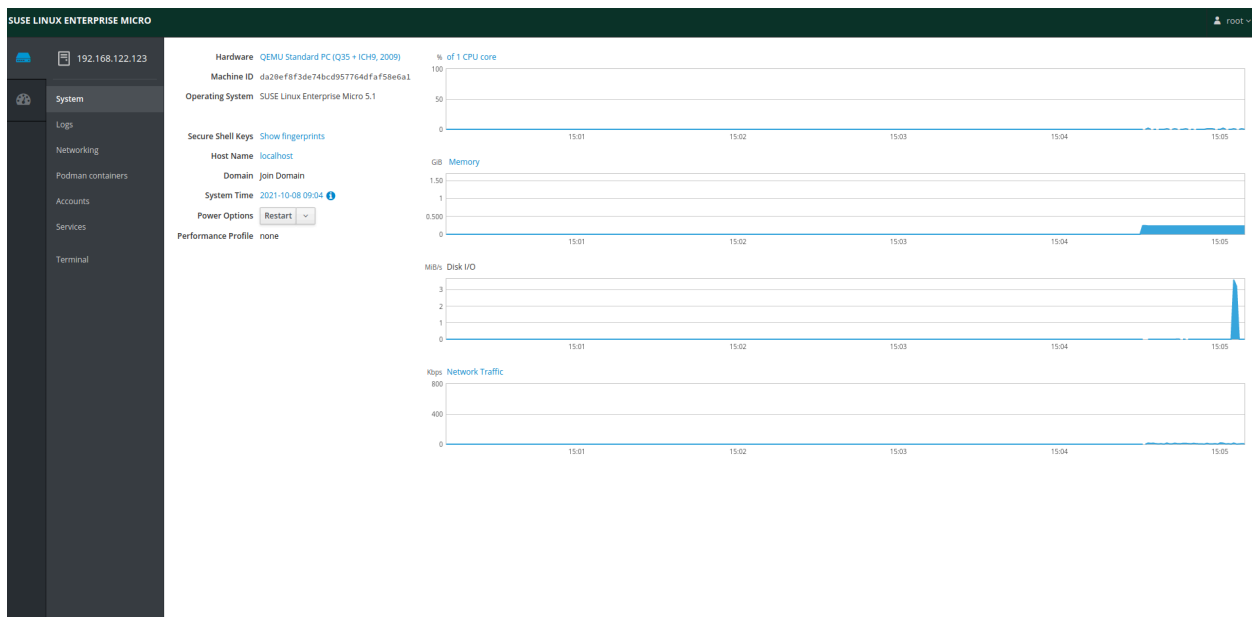 SUSE LINUX ENTERPRISE MICRO
root
192.168.122.123
System
Logs
Networking
Podman containers
Accounts
Services
Terminal
Hardware QEMU Standard PC (Q35 + ICH9, 2009)
Machine ID da20ef8f3de74bcd957764dfaf58e6a1
Operating System SUSE Linux Enterprise Micro 5.1
Secure Shell Keys Show fingerprints
Host Name localhost
Domain Join Domain
System Time 2021-10-08 09:04
Power Options Restart
Performance Profile none
% of 1 CPU core
100
50
0
15:01 15:02 15:03 15:04 15:05
GiB Memory
1.50
1
0.500
0
15:01 15:02 15:03 15:04 15:05
MiB/s Disk I/O
3
2
1
0
15:01 15:02 15:03 15:04 15:05
Kbps Network Traffic
800
400
0
15:01 15:02 15:03 15:04 15:05